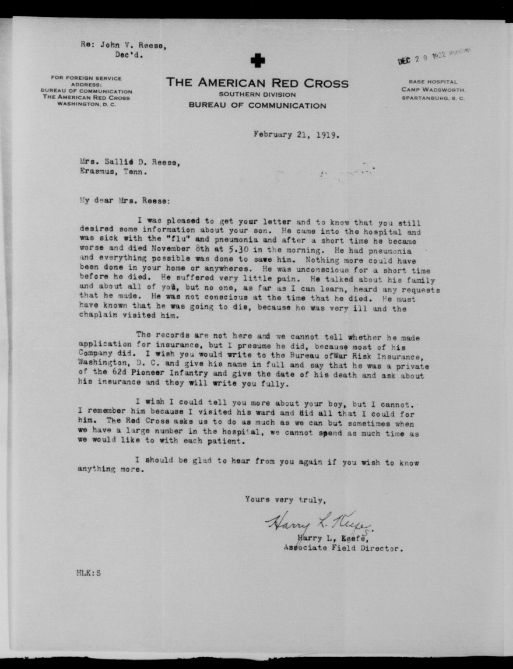 Re: John V. Reese,
Dec'd.
DEC 29 1922
FOR FOREIGN SERVICE
ADDRESS:
BUREAU OF COMMUNICATION
THE AMERICAN RED CROSS
WASHINGTON, D. C.
THE AMERICAN RED CROSS
SOUTHERN DIVISION
BUREAU OF COMMUNICATION
BASE HOSPITAL
CAMP WADSWORTH,
SPARTANBURG, S. C.
February 21, 1919.
Mrs. Sallie D. Reese,
Erasmus, Tenn.
My dear Mrs. Reese:
I was pleased to get your letter and to know that you still
desired some information about your son. He came into the hospital and
was sick with the "flu" and pneumonia and after a short time he became
worse and died November 8th at 5.30 in the morning. He had pneumonia
and everything possible was done to save him. Nothing more could have
been done in your home or anywheres. He was unconscious for a short time
before he died. He suffered very little pain. He talked about his family
and about all of you, but no one, as far as I can learn, heard any requests
that he made. He was not conscious at the time that he died. He must
have known that he was going to die, because he was very ill and the
chaplain visited him.
The records are not here and we cannot tell whether he made
application for insurance, but I presume he did, because most of his
Company did. I wish you would write to the Bureau ofWar Risk Insurance,
Washington, D. C. and give his name in full and say that he was a private
of the 62d Pioneer Infantry and give the date of his death and ask about
his insurance and they will write you fully.
I wish I could tell you more about your boy, but I cannot.
I remember him because I visited his ward and did all that I could for
him. The Red Cross asks us to do as much as we can but sometimes when
we have a large number in the hospital, we cannot spend as much time as
we would like to with each patient.
I should be glad to hear from you again if you wish to know
anything more.
Yours very truly,
Harry L. Keefe
Harry L, Keefe,
Associate Field Director.
HLK:S